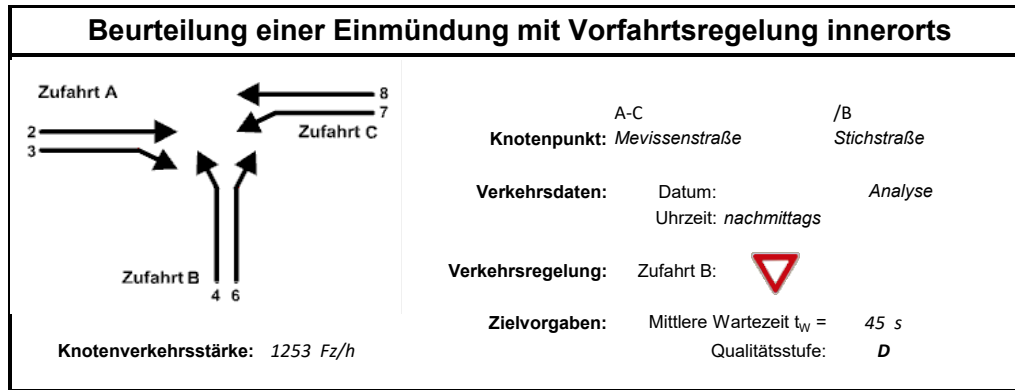 Beurteilung einer Einmündung mit Vorfahrtsregelung innerorts
Zufahrt A
8
7
Zufahrt C
2
3
Zufahrt B
4 6
Knotenverkehrsstärke: 1253 Fz/h
A-C /B
Knotenpunkt: Mevissenstraße Stichstraße
Verkehrsdaten: Datum: Analyse
Uhrzeit: nachmittags
Verkehrsregelung: Zufahrt B:
Zielvorgaben: Mittlere Wartezeit tW = 45 s
Qualitätsstufe: D